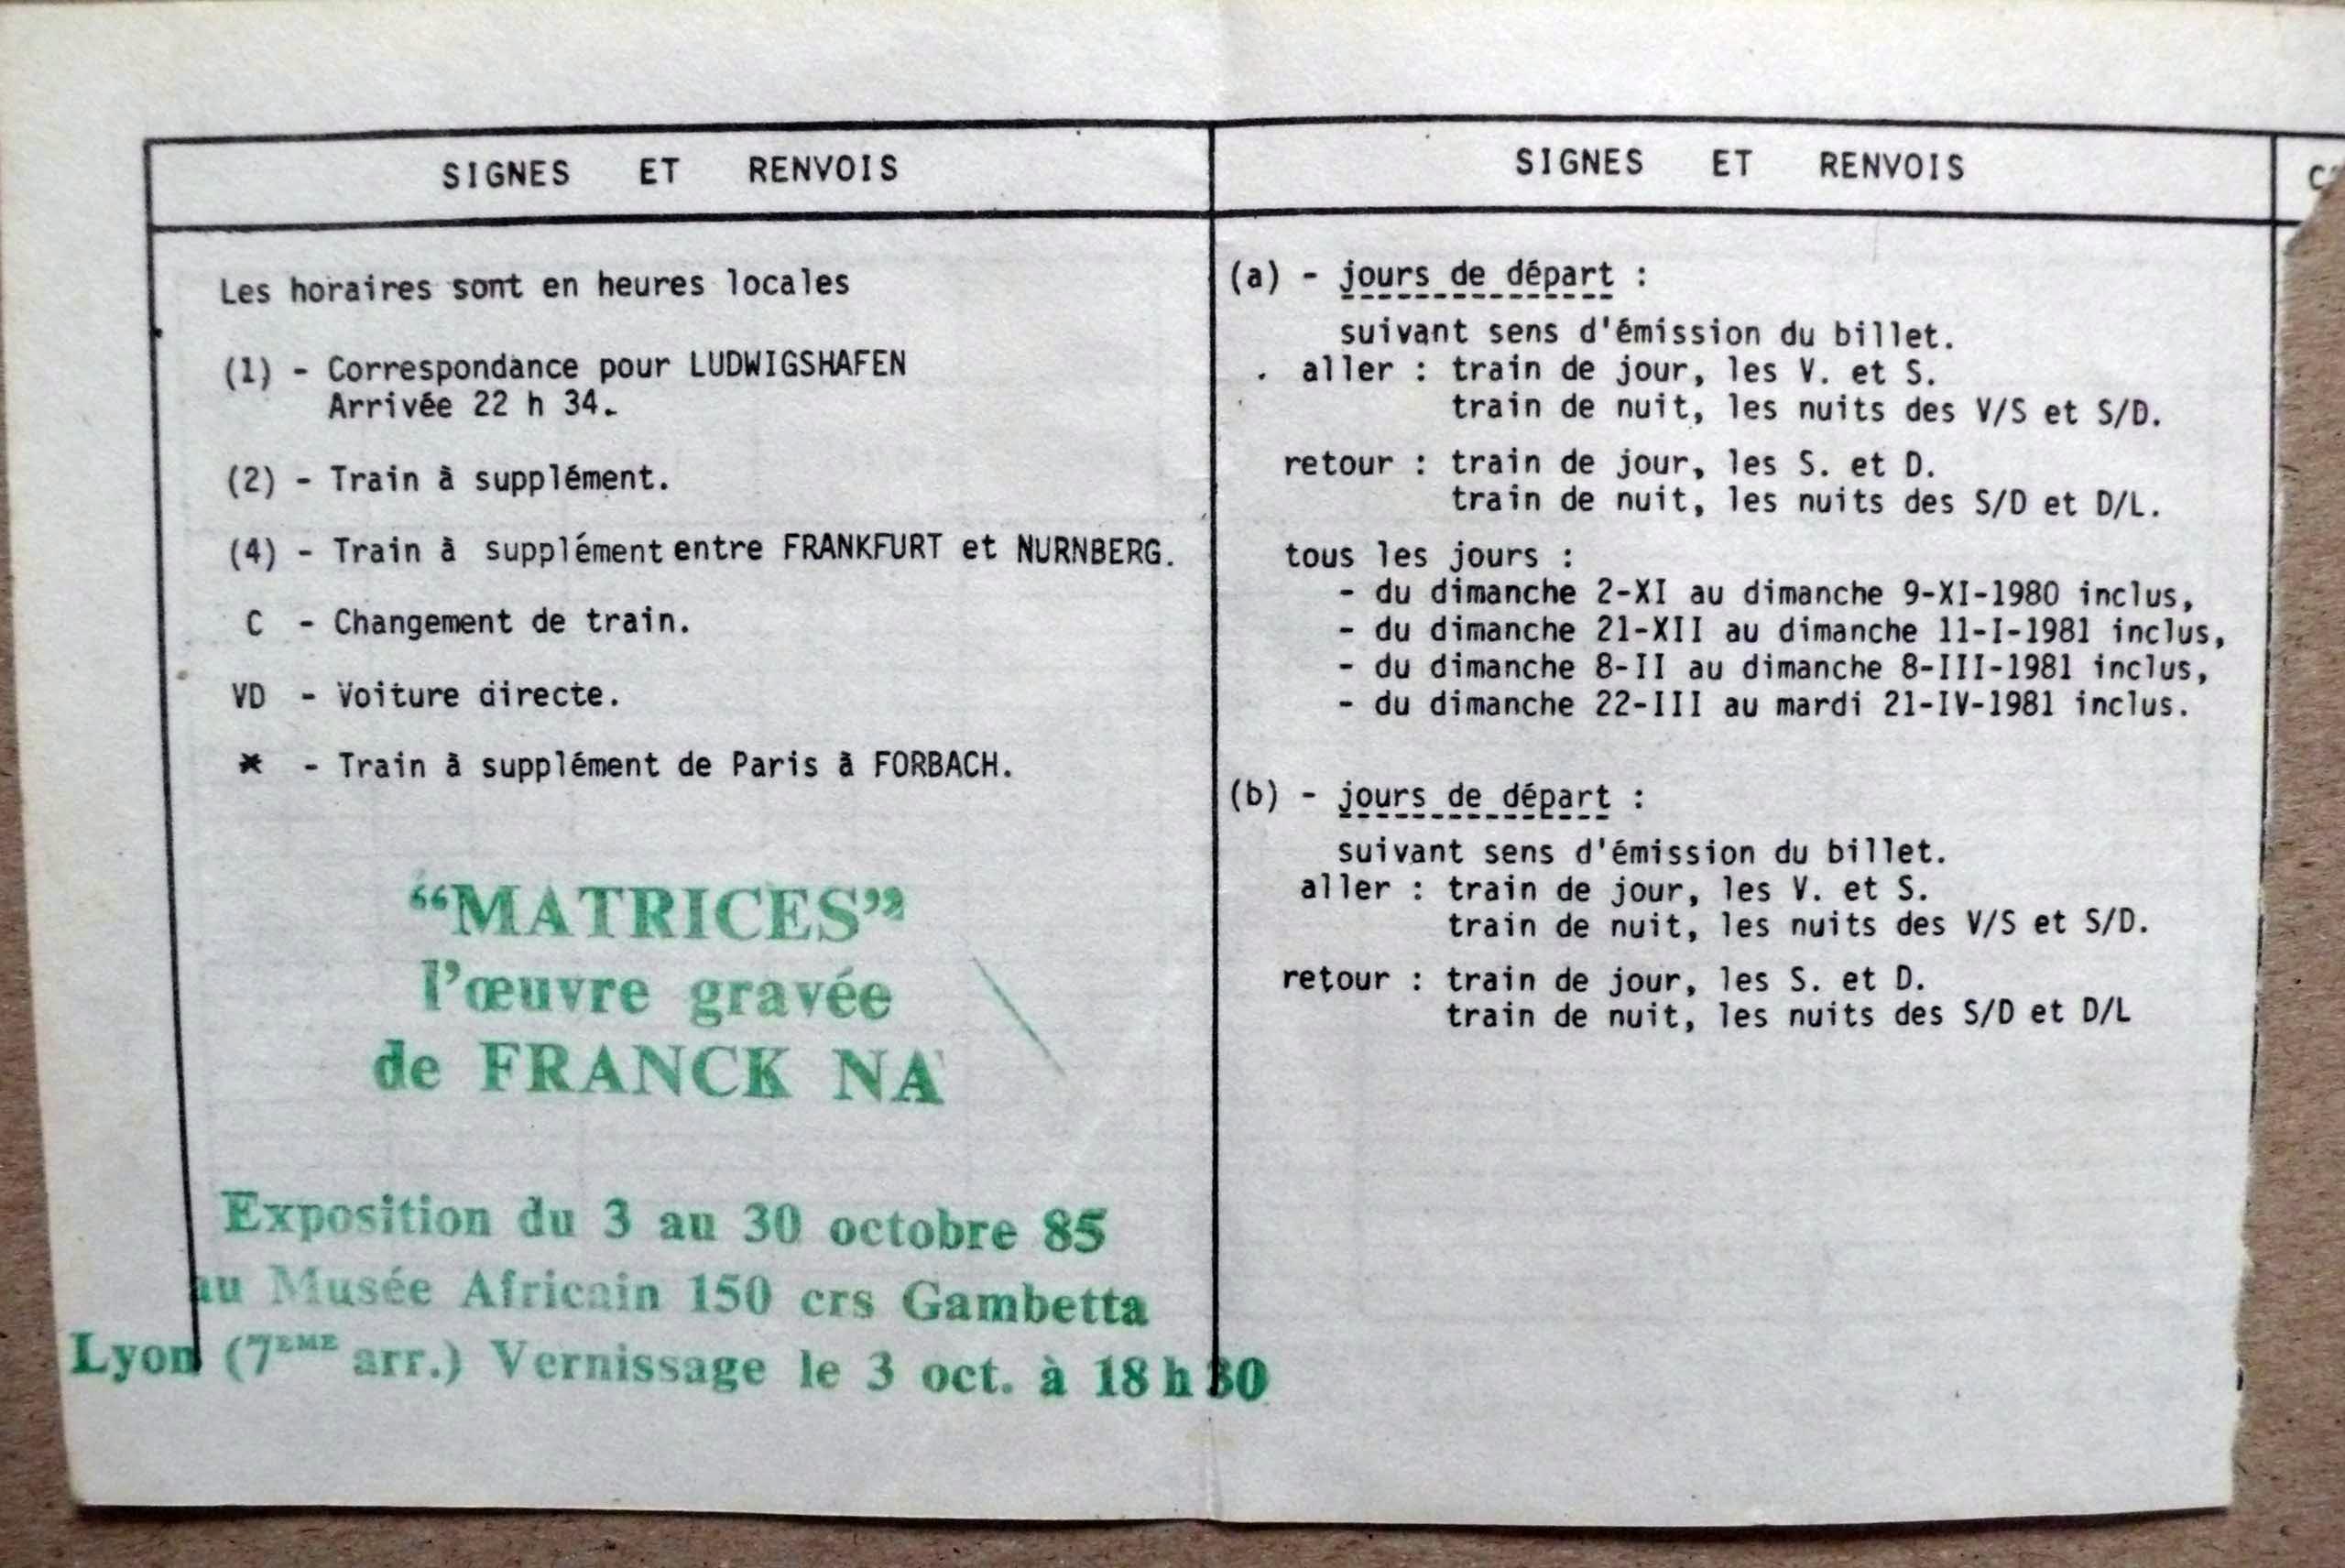 SIGNES ET RENVOIS
Les horaires sont en heures locales
(1) - Correspondance pour LUDWIGSHAFEN
Arrivée 22 h 34.
(2) - Train à supplément.
(4) - Train à supplément entre FRANKFURT et NURNBERG.
C - Changement de train.
VD - Voiture directe.
* - Train à supplément de Paris à FORBACH.
“MATRICES”
l’œuvre gravée
de FRANCK NA
Exposition du 3 au 30 octobre 85
au Musée Africain 150 crs Gambetta
Lyon (7EME arr.) Vernissage le 3 oct. à 18 h 30
SIGNES ET RENVOIS
(a) - jours de départ :
suivant sens d'émission du billet.
aller : train de jour, les V. et S.
train de nuit, les nuits des V/S et S/D.
retour : train de jour, les S. et D.
train de nuit, les nuits des S/D et D/L.
tous les jours :
- du dimanche 2-XI au dimanche 9-XI-1980 inclus,
- du dimanche 21-XII au dimanche 11-I-1981 inclus,
- du dimanche 8-II au dimanche 8-III-1981 inclus,
- du dimanche 22-III au mardi 21-IV-1981 inclus.
(b) - jours de départ :
suivant sens d'émission du billet.
aller : train de jour, les V. et S.
train de nuit, les nuits des V/S et S/D.
retour : train de jour, les S. et D.
train de nuit, les nuits des S/D et D/L